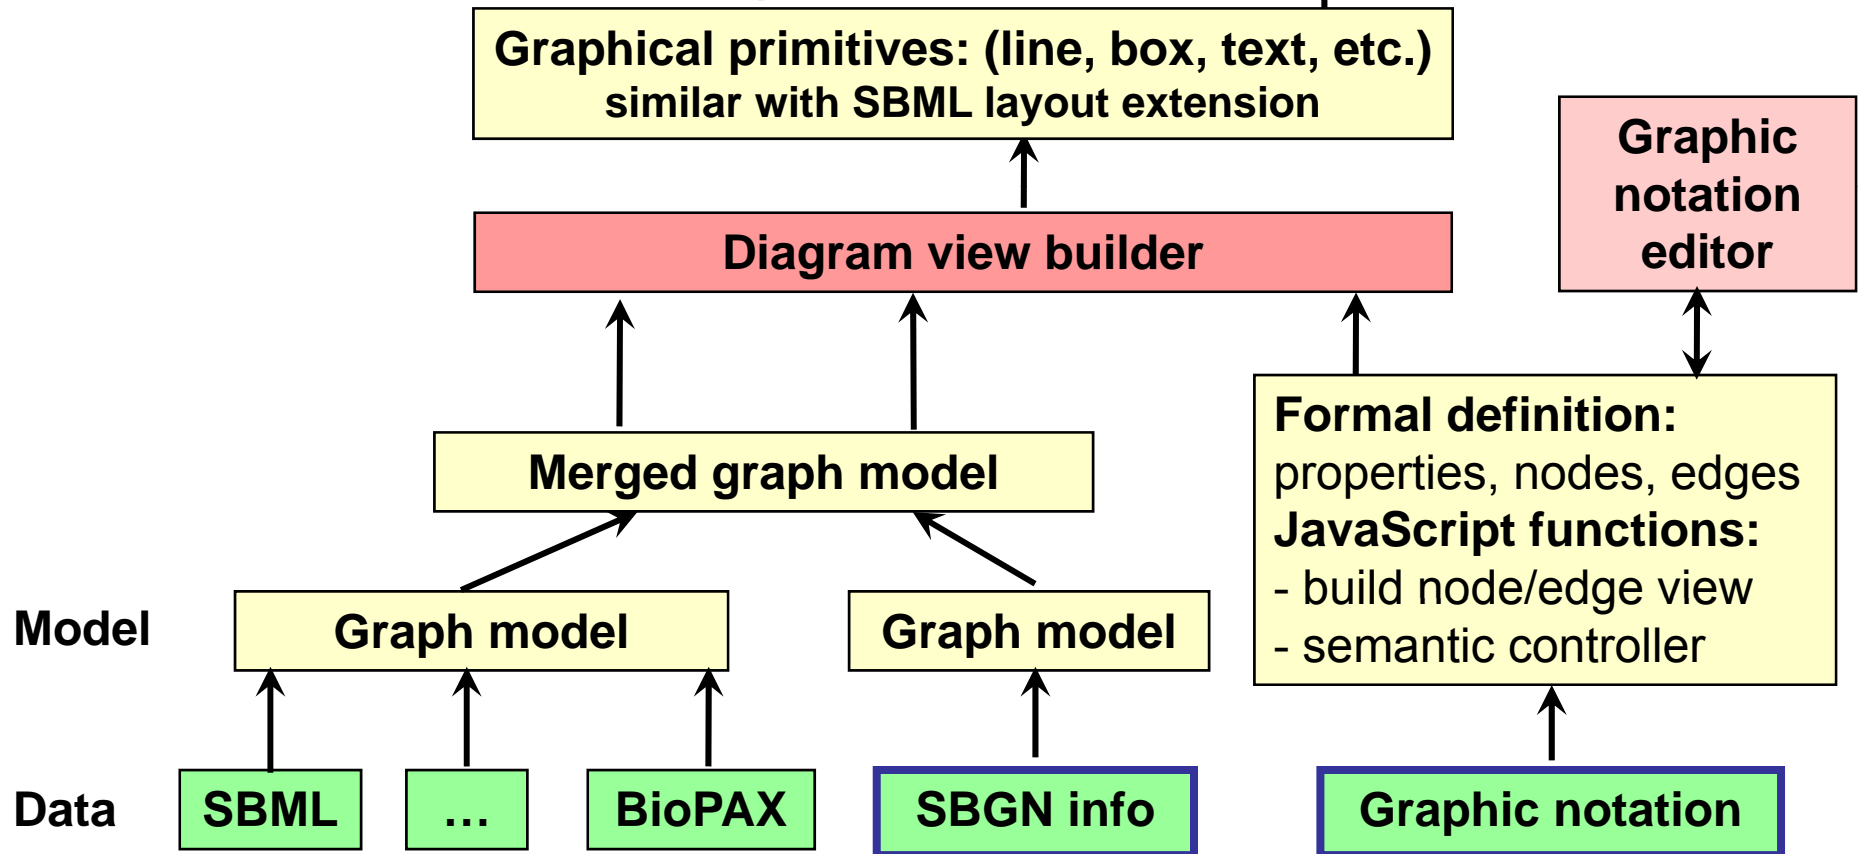 Graphical primitives: (line, box, text, etc.)
similar with SBML layout extension
Graphic
notation
editor
Diagram view builder
Formal definition:
properties, nodes, edges
JavaScript functions:
- build node/edge view
- semantic controller
Merged graph model
Model
Graph model
Graph model
Data
SBML
...
BioPAX
SBGN info
Graphic notation